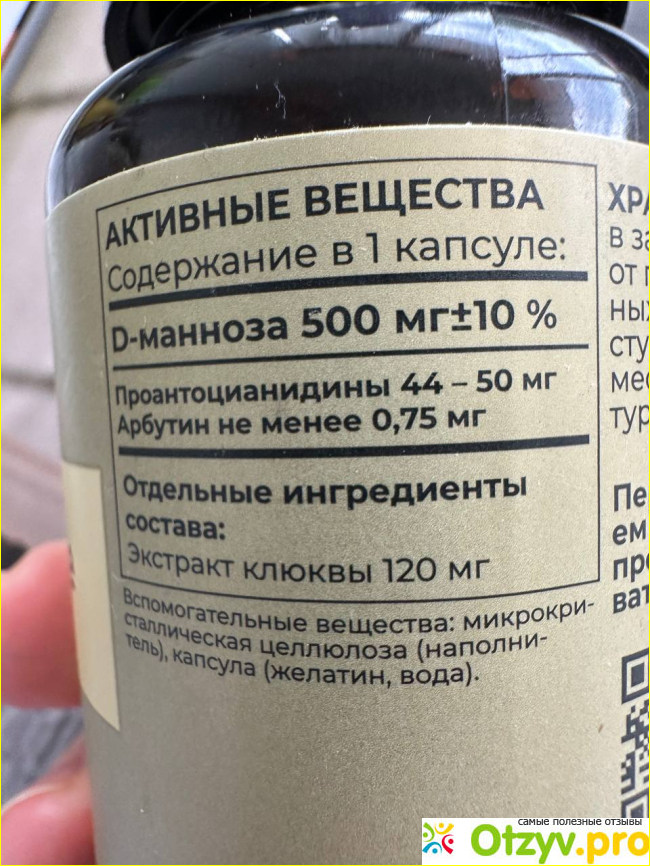 АКТИВНЫЕ ВЕЩЕСТВА
Содержание в 1 капсуле:
D-манноза 500 мг±10 %
Проантоцианидины 44 – 50 мг
Арбутин не менее 0,75 мг
Отдельные ингредиенты
состава:
Экстракт клюквы 120 мг
Вспомогательные вещества: микрокри-
сталлическая целлюлоза (наполни-
тель), капсула (желатин, вода).
в
от
самые полезные отзывы
Otzyv.pro